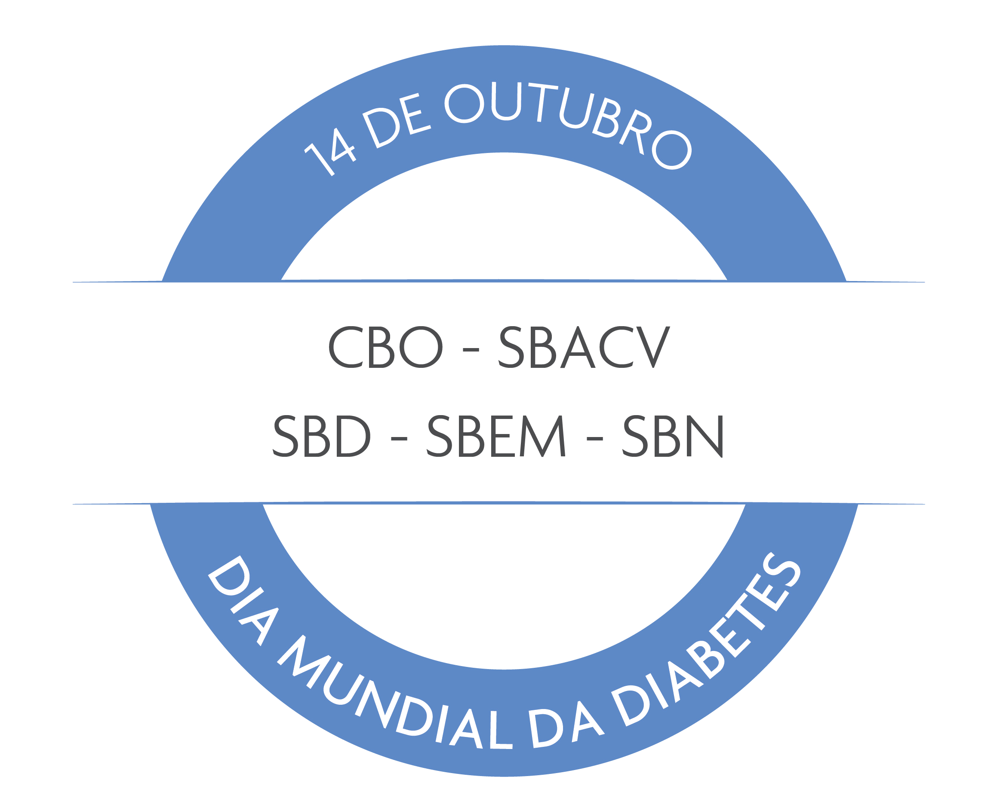 14 DE OUTUBRO
CBO - SBACV
SBD - SBEM - SBN
DIA MUNDIAL DA DIABETES